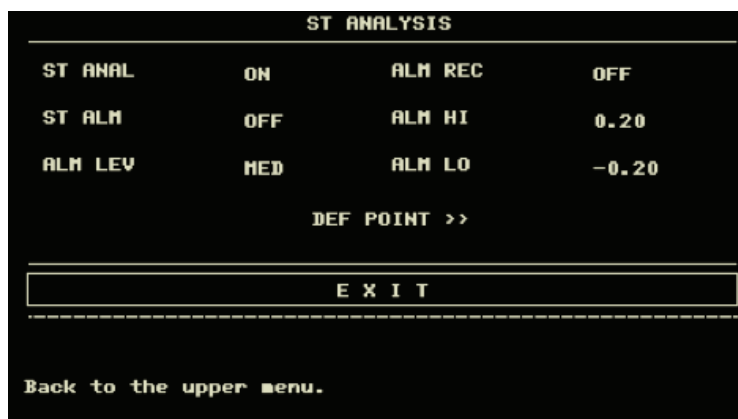 ST ANALYSIS
ST ANAL ON ALM REC OFF
ST ALM OFF ALM HI 0.20
ALM LEV MED ALM LO -0.20
DEF POINT >>
E X I T
Back to the upper menu.